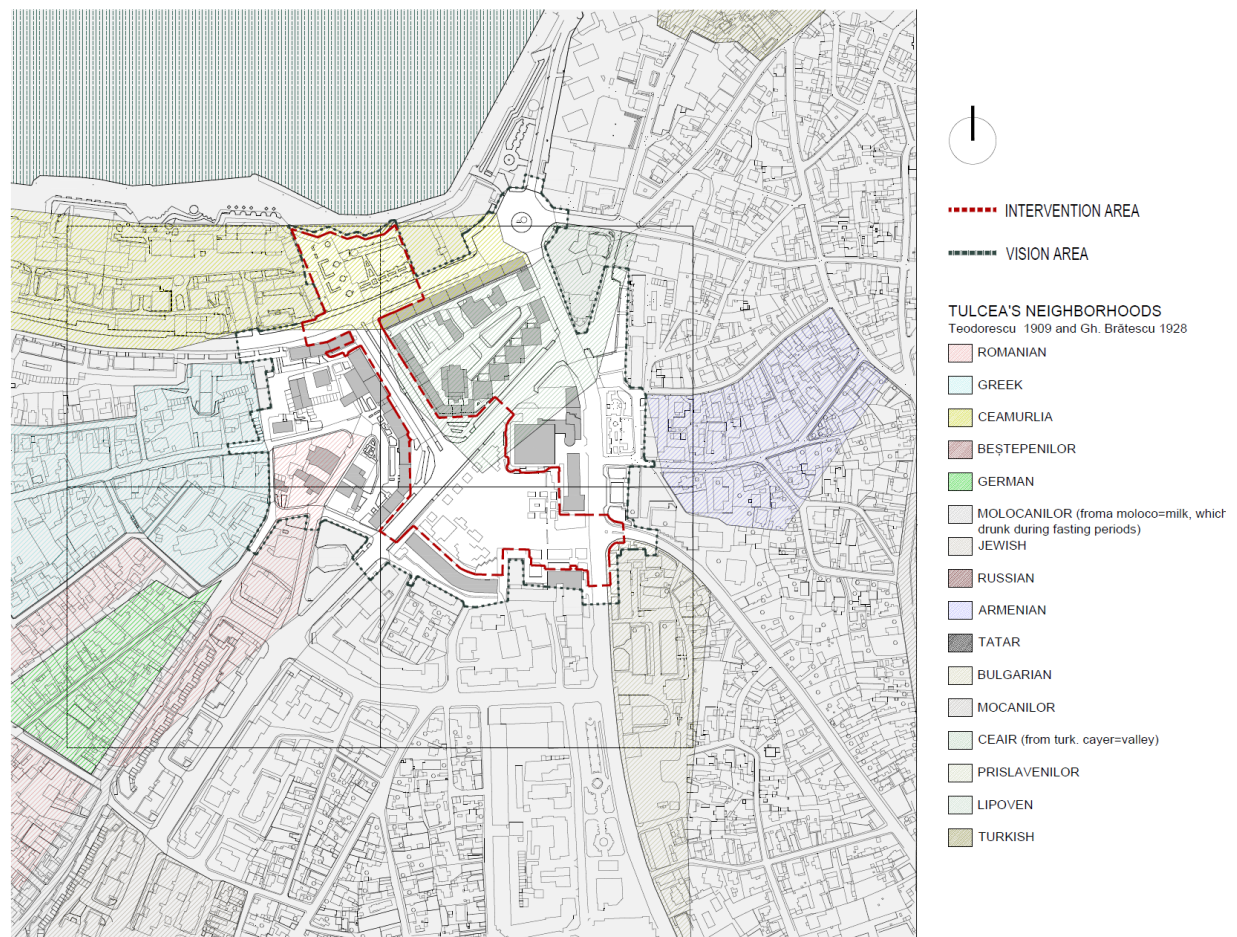 INTERVENTION AREA
VISION AREA
TULCEA'S NEIGHBORHOODS
Teodorescu 1909 and Gh. Brătescu 1928
ROMANIAN
GREEK
CEAMURLIA
BEȘTEPENILOR
GERMAN
MOLOCANILOR (froma moloco=milk, which
drunk during fasting periods)
JEWISH
RUSSIAN
ARMENIAN
TATAR
BULGARIAN
MOCANILOR
CEAIR (from turk. cayer=valley)
PRISLAVENILOR
LIPOVEN
TURKISH